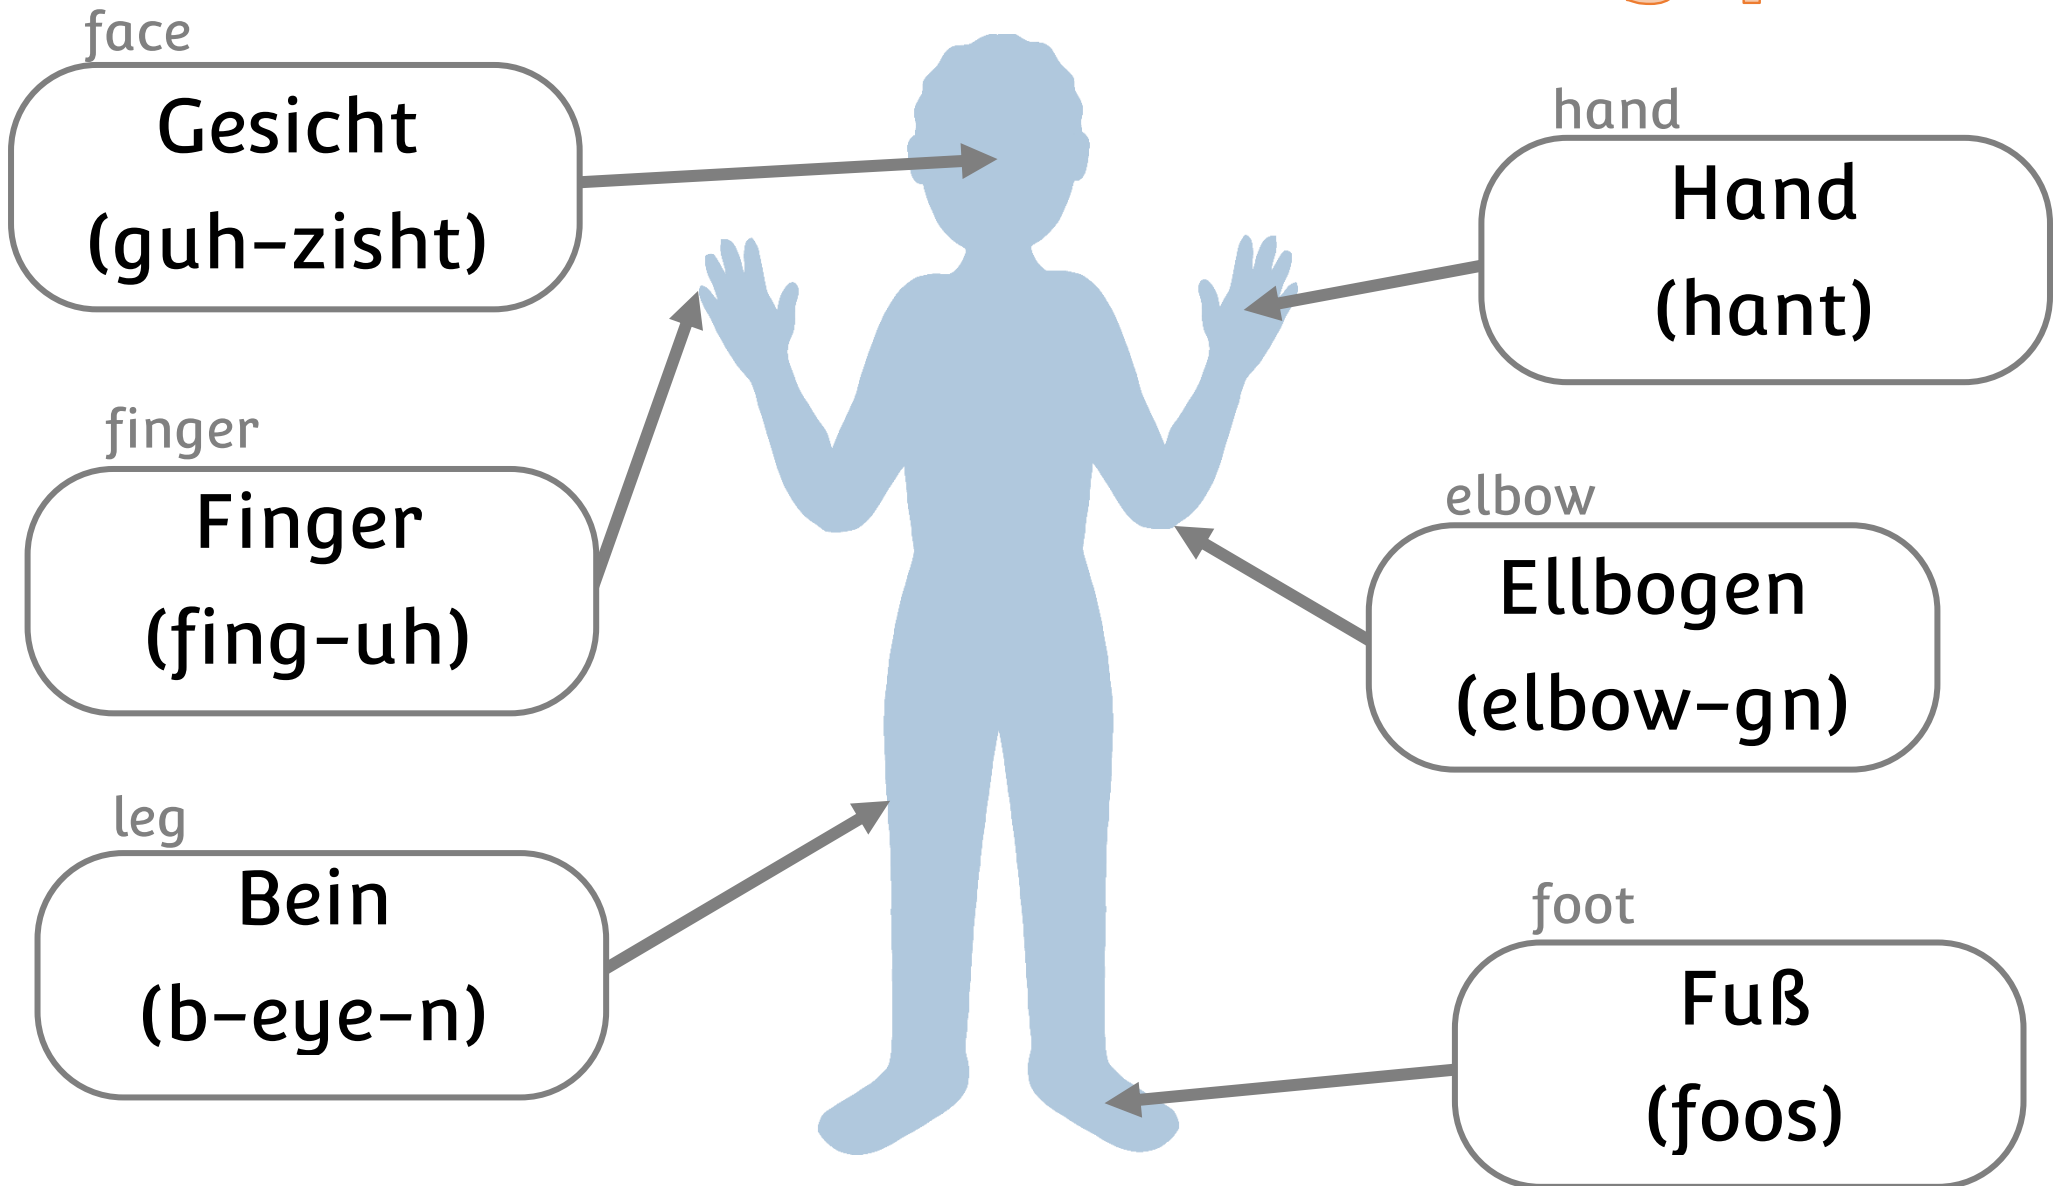 face
Gesicht
(guh-zisht)
finger
Finger
(fing-uh)
leg
Bein
(b-eye-n)
hand
Hand
(hant)
elbow
Ellbogen
(elbow-gn)
foot
Fuß
(foos)